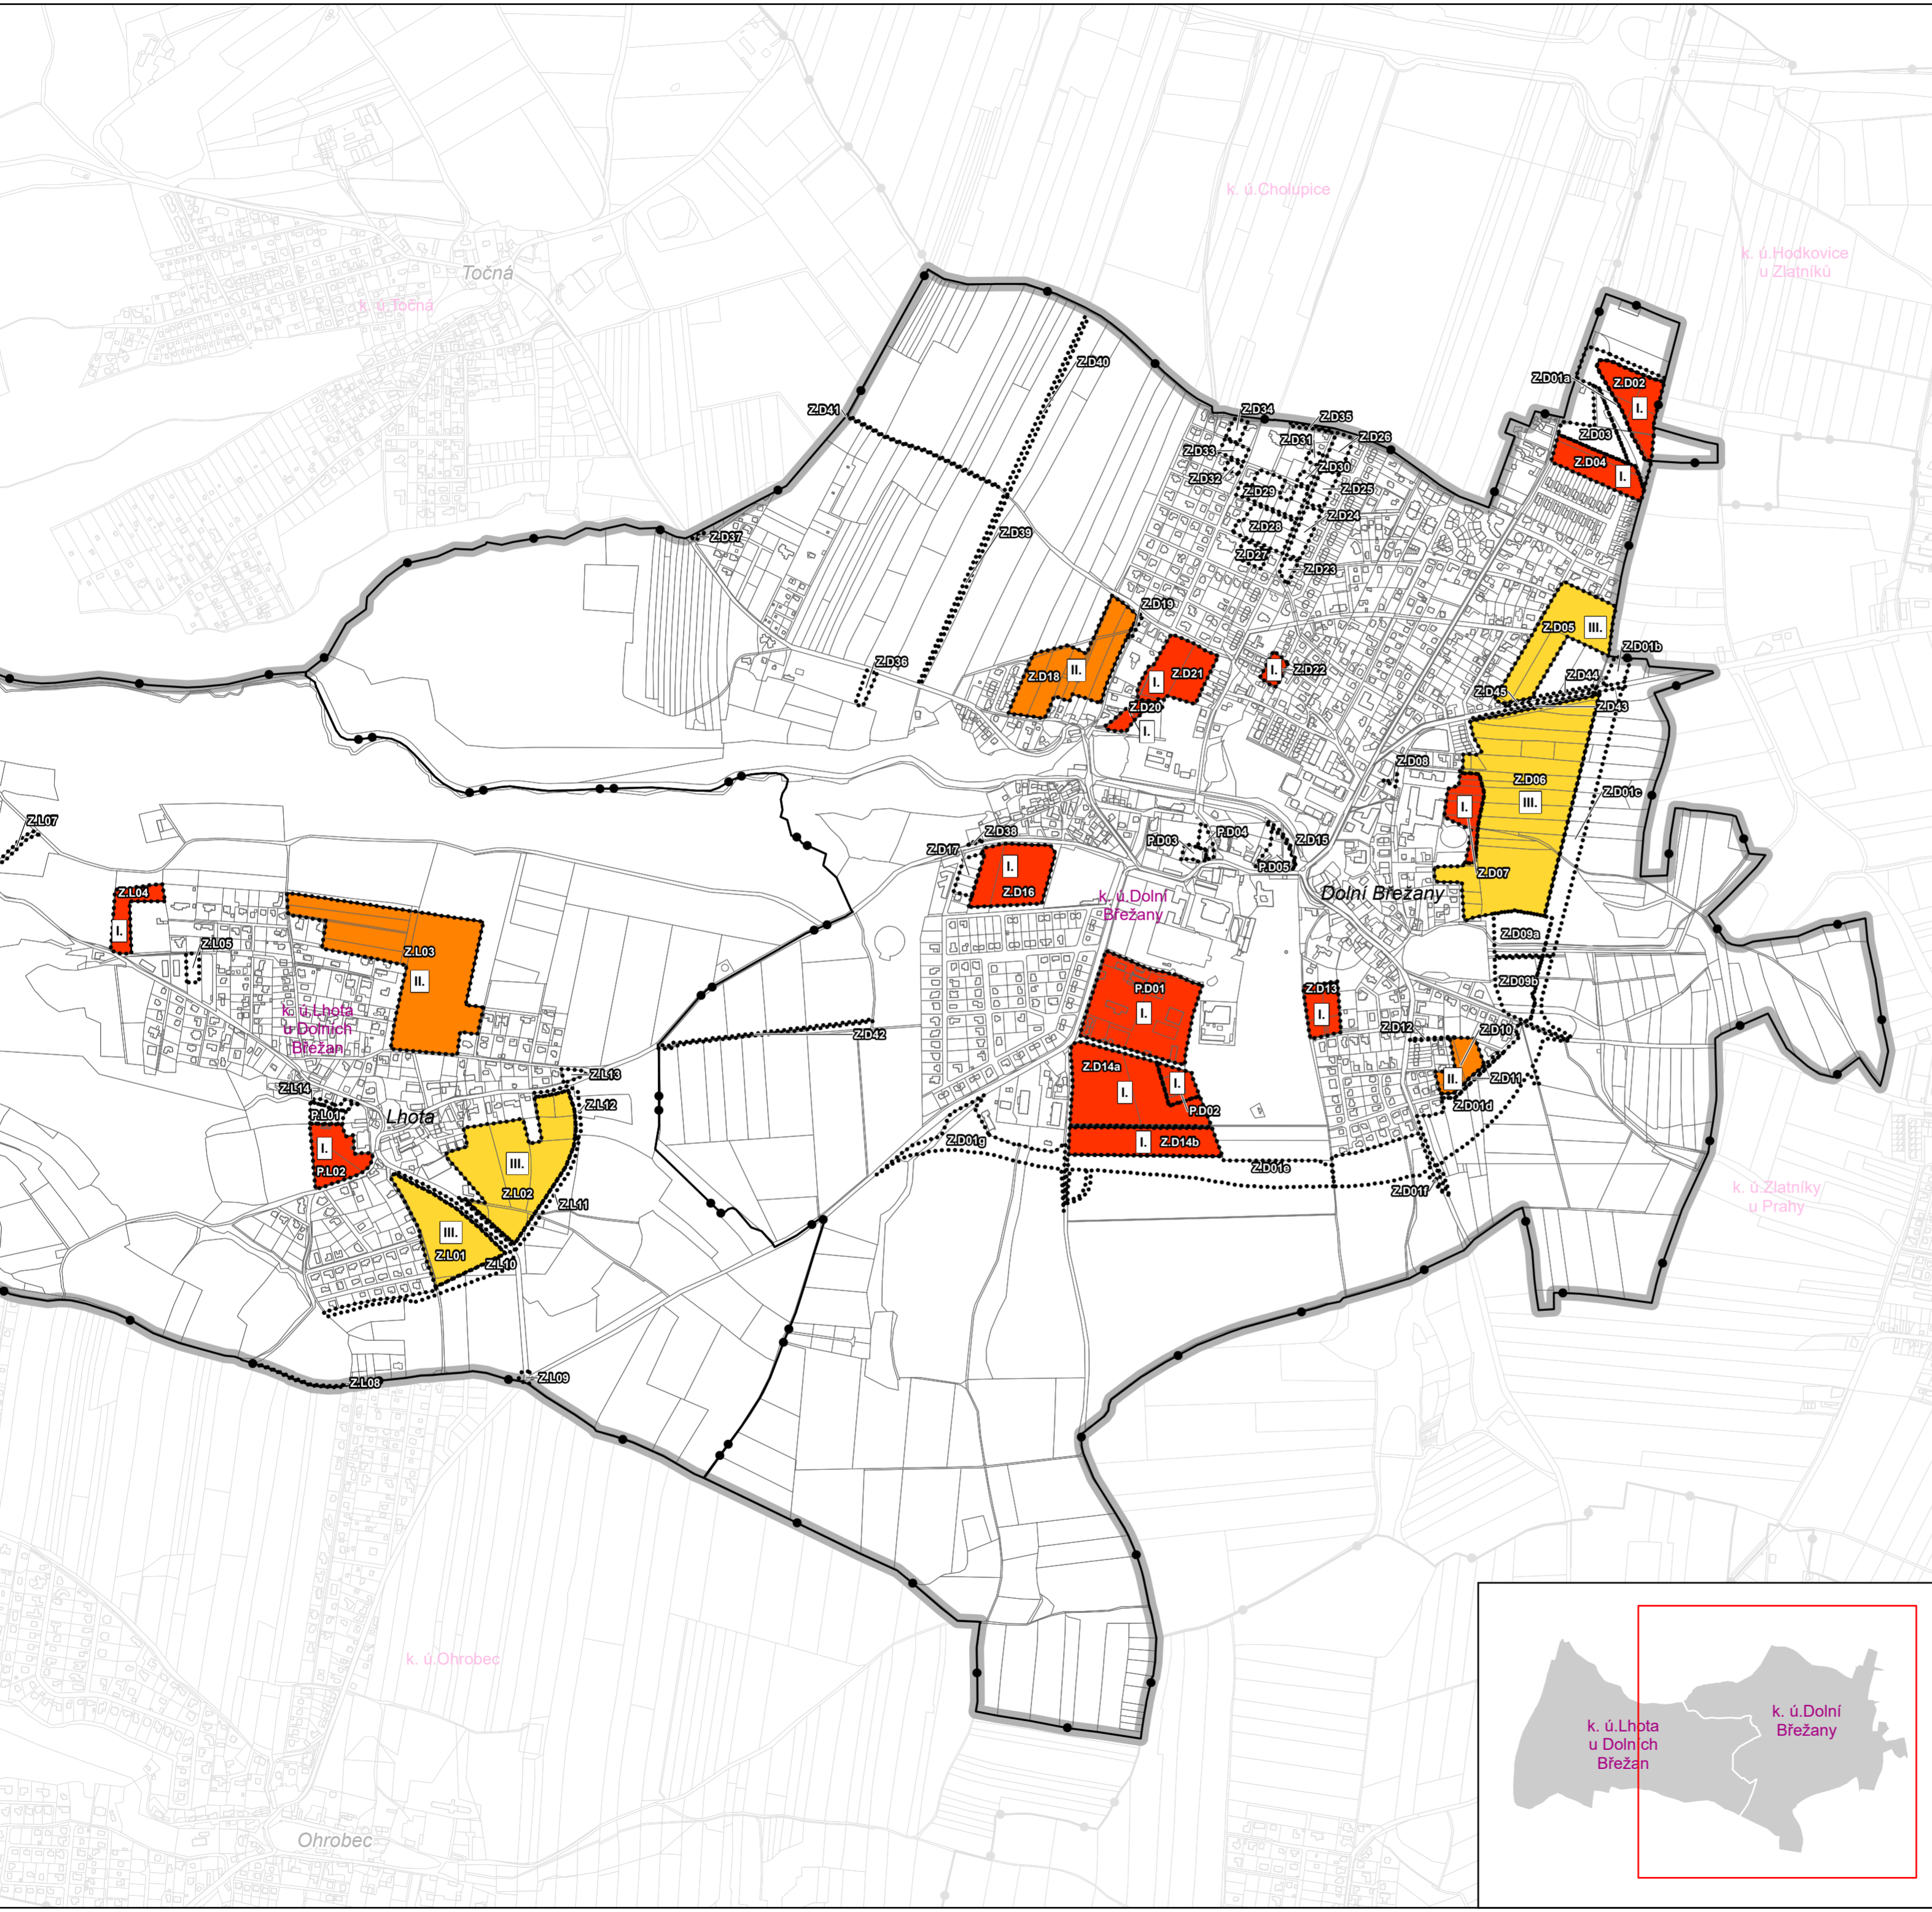 k. ú.Cholupice
k. ú.Hodkovice
u Zlatníků
Točná
k. ú.Točná
Z.D40
Z.D01a
Z.D02
I.
Z.D41
Z.D34
Z.D35
Z.D31
Z.D26
Z.D03
Z.D33
Z.D04
I.
Z.D30
Z.D32
Z.D29
Z.D25
Z.D24
Z.D28
Z.D39
Z.D37
Z.D27
Z.D23
Z.D19
Z.D05
III.
Z.D01b
Z.D36
Z.D18
II.
I.
Z.D21
I.
Z.D22
Z.D44
Z.D45
Z.D20
I.
Z.D43
Z.D08
Z.D06
III.
Z.D01c
I.
Z.L07
Z.D38
P.D04
P.D03
Z.D15
Z.D17
I.
P.D05
Z.D07
Z.L04
I.
Z.D16
k. ú.Dolní
Břežany
Dolní Břežany
Z.L05
Z.L03
II.
Z.D09a
Z.D09b
P.D01
I.
Z.D13
I.
k. ú.Lhota
u Dolních
Břežan
Z.D42
Z.D12
Z.D10
Z.D14a
I.
I.
II.
Z.D11
Z.L13
Z.L14
Z.L12
P.L01
Lhota
P.D02
Z.D01d
Z.D01g
I.
Z.D14b
I.
P.L02
III.
Z.L02
Z.D01e
Z.D01f
k. ú.Zlatníky
u Prahy
Z.L11
III.
Z.L01
Z.L10
Z.L08
Z.L09
k. ú.Ohrobec
Ohrobec
k. ú.Lhota
u Dolních
Břežan
k. ú.Dolní
Břežany